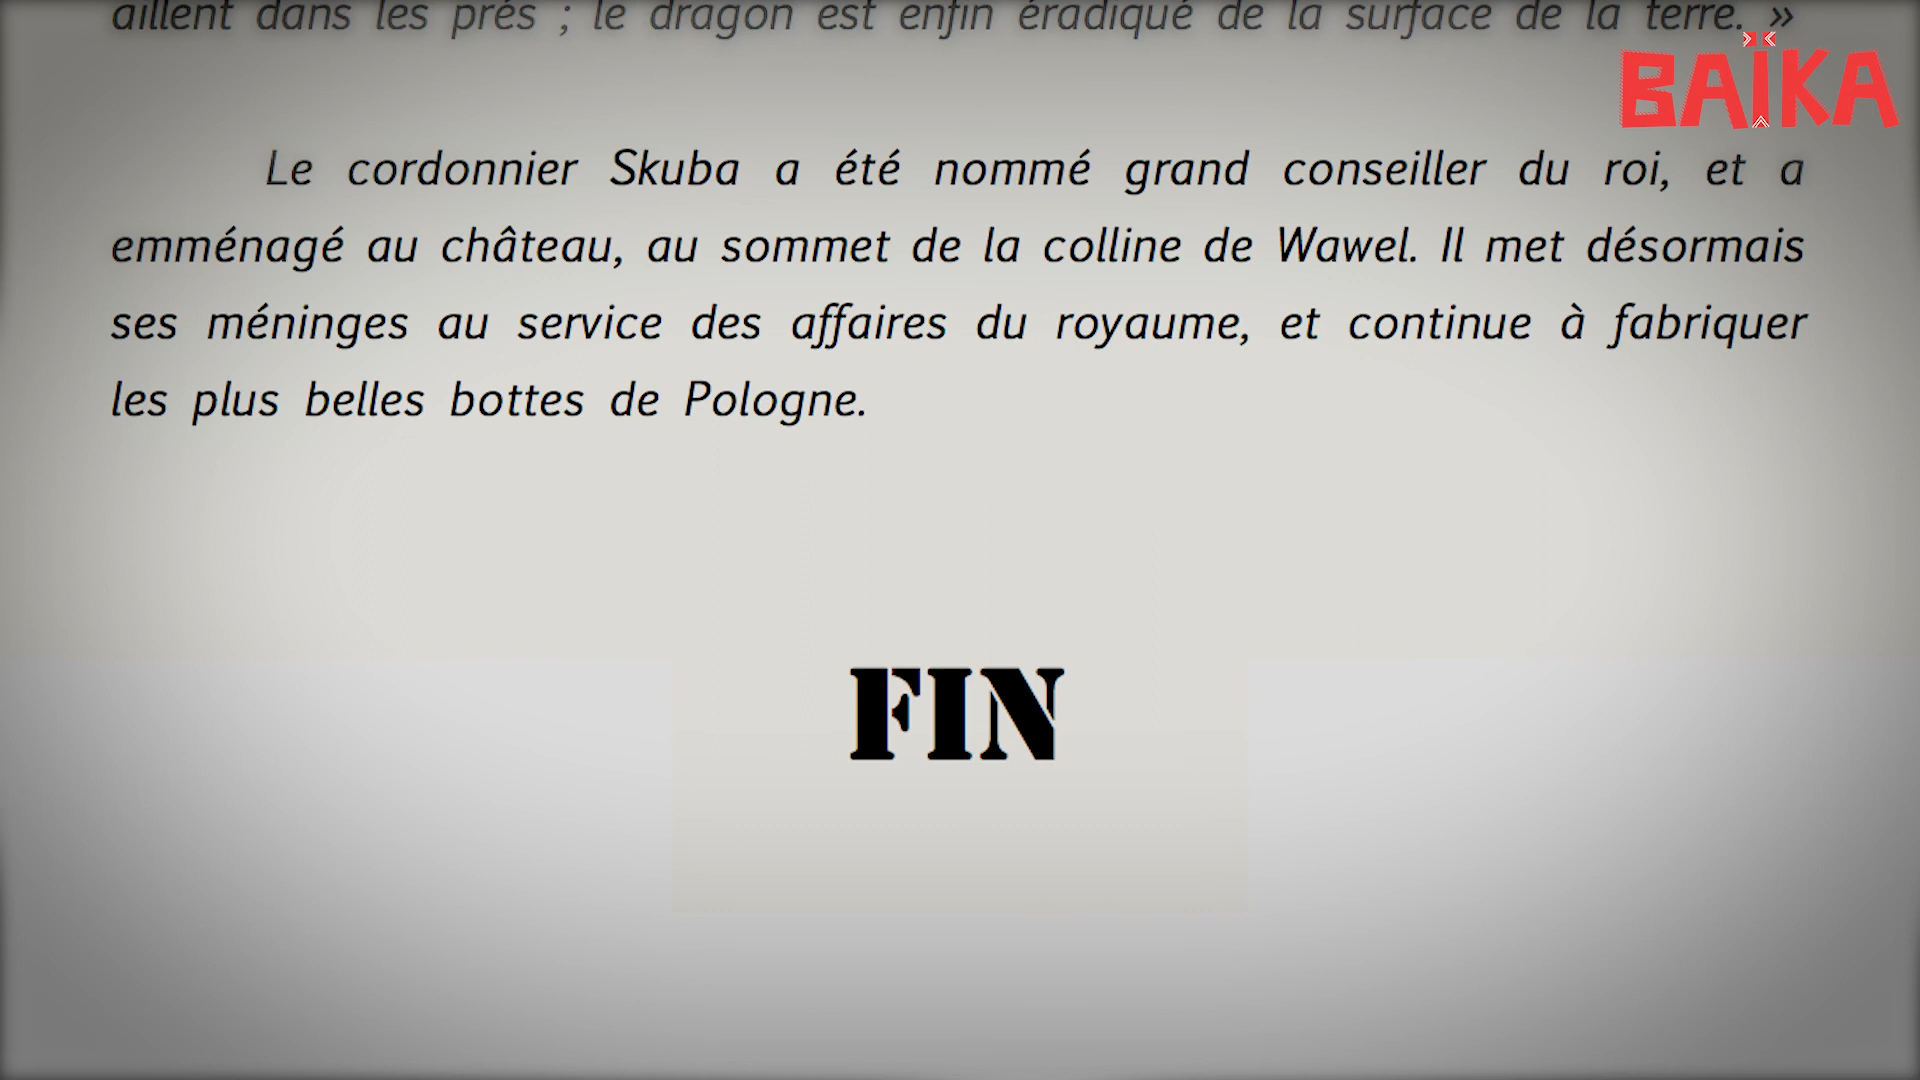 aillent dans les prés ; le dragon est enfin éradiqué de la surface de la terre. »
BAÏKA
Le cordonnier Skuba a été nommé grand conseiller du roi, et a
emménagé au château, au sommet de la colline de Wawel. Il met désormais
ses méninges au service des affaires du royaume, et continue à fabriquer
les plus belles bottes de Pologne.
FIN